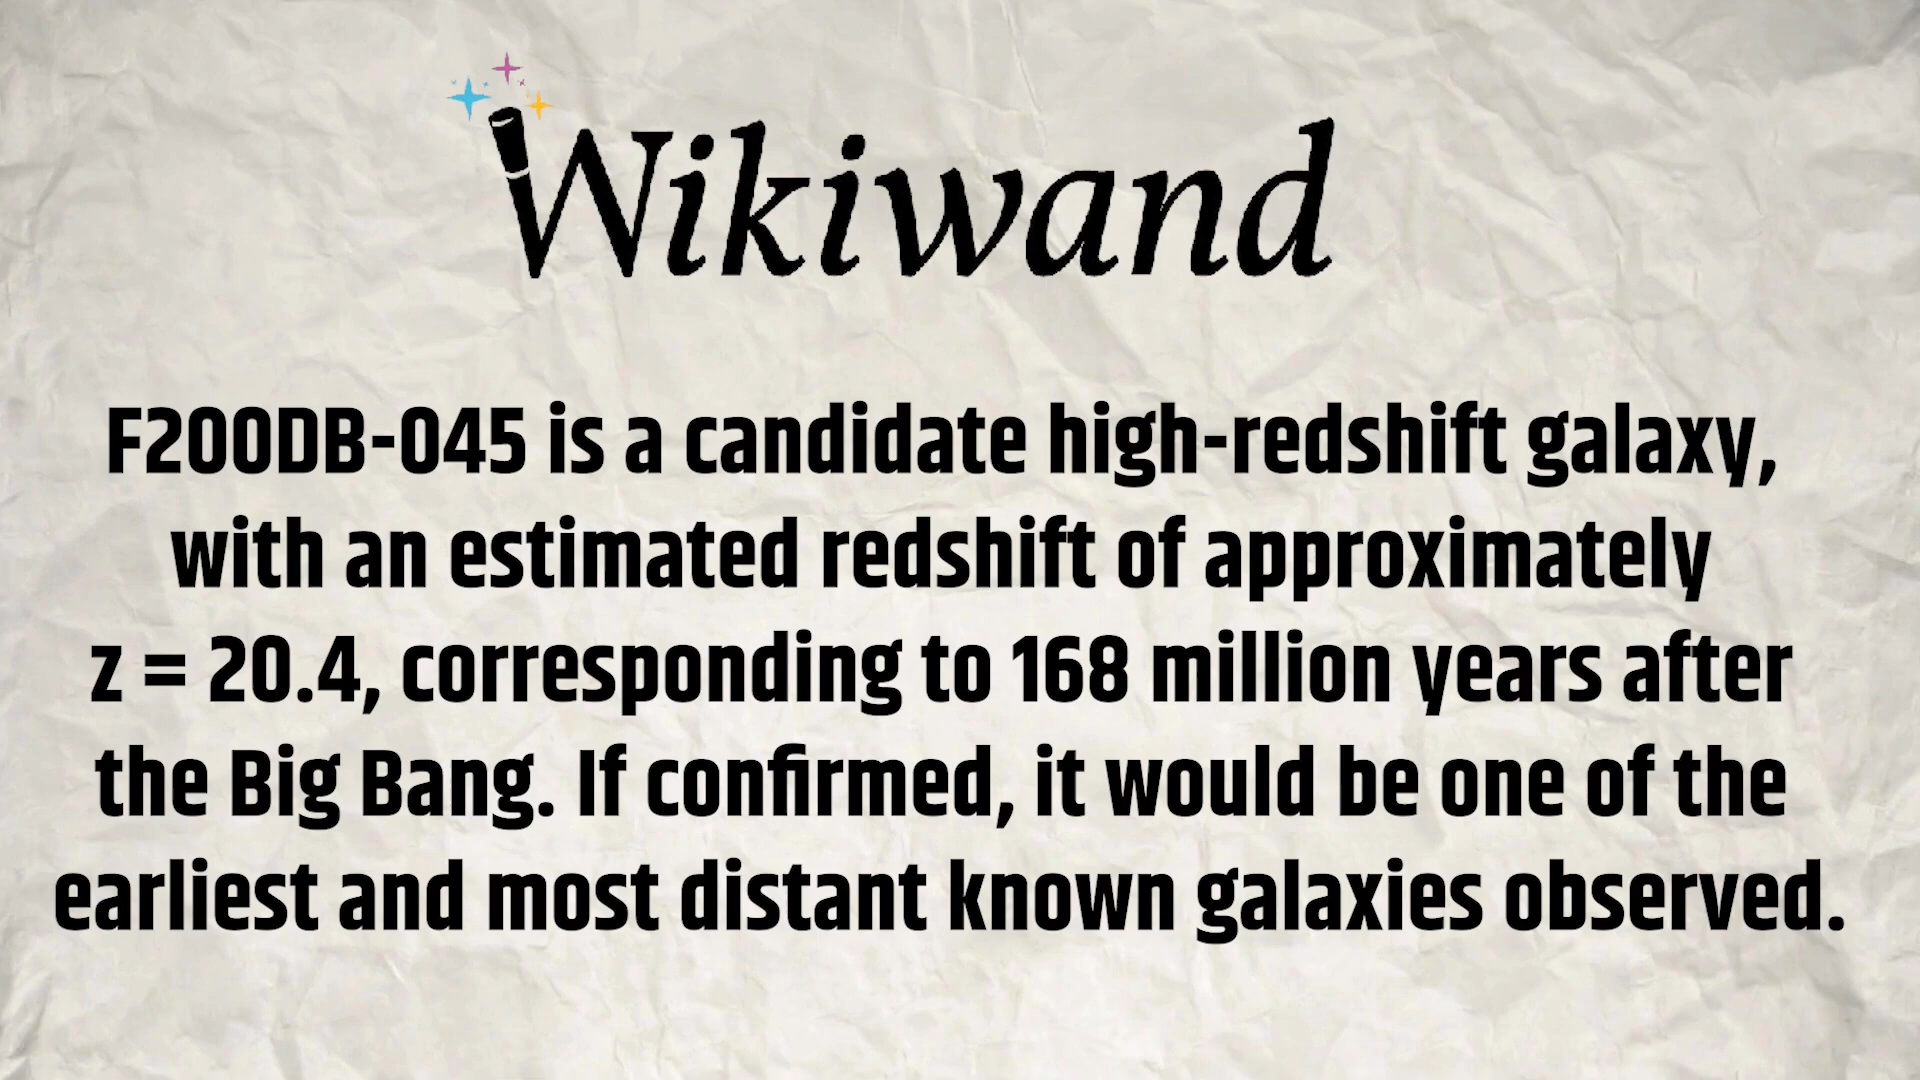 Wikiwand
F200DB-045 is a candidate high-redshift galaxy,
with an estimated redshift of approximately
z = 20.4, corresponding to 168 million years after
the Big Bang. If confirmed, it would be one of the
earliest and most distant known galaxies observed.